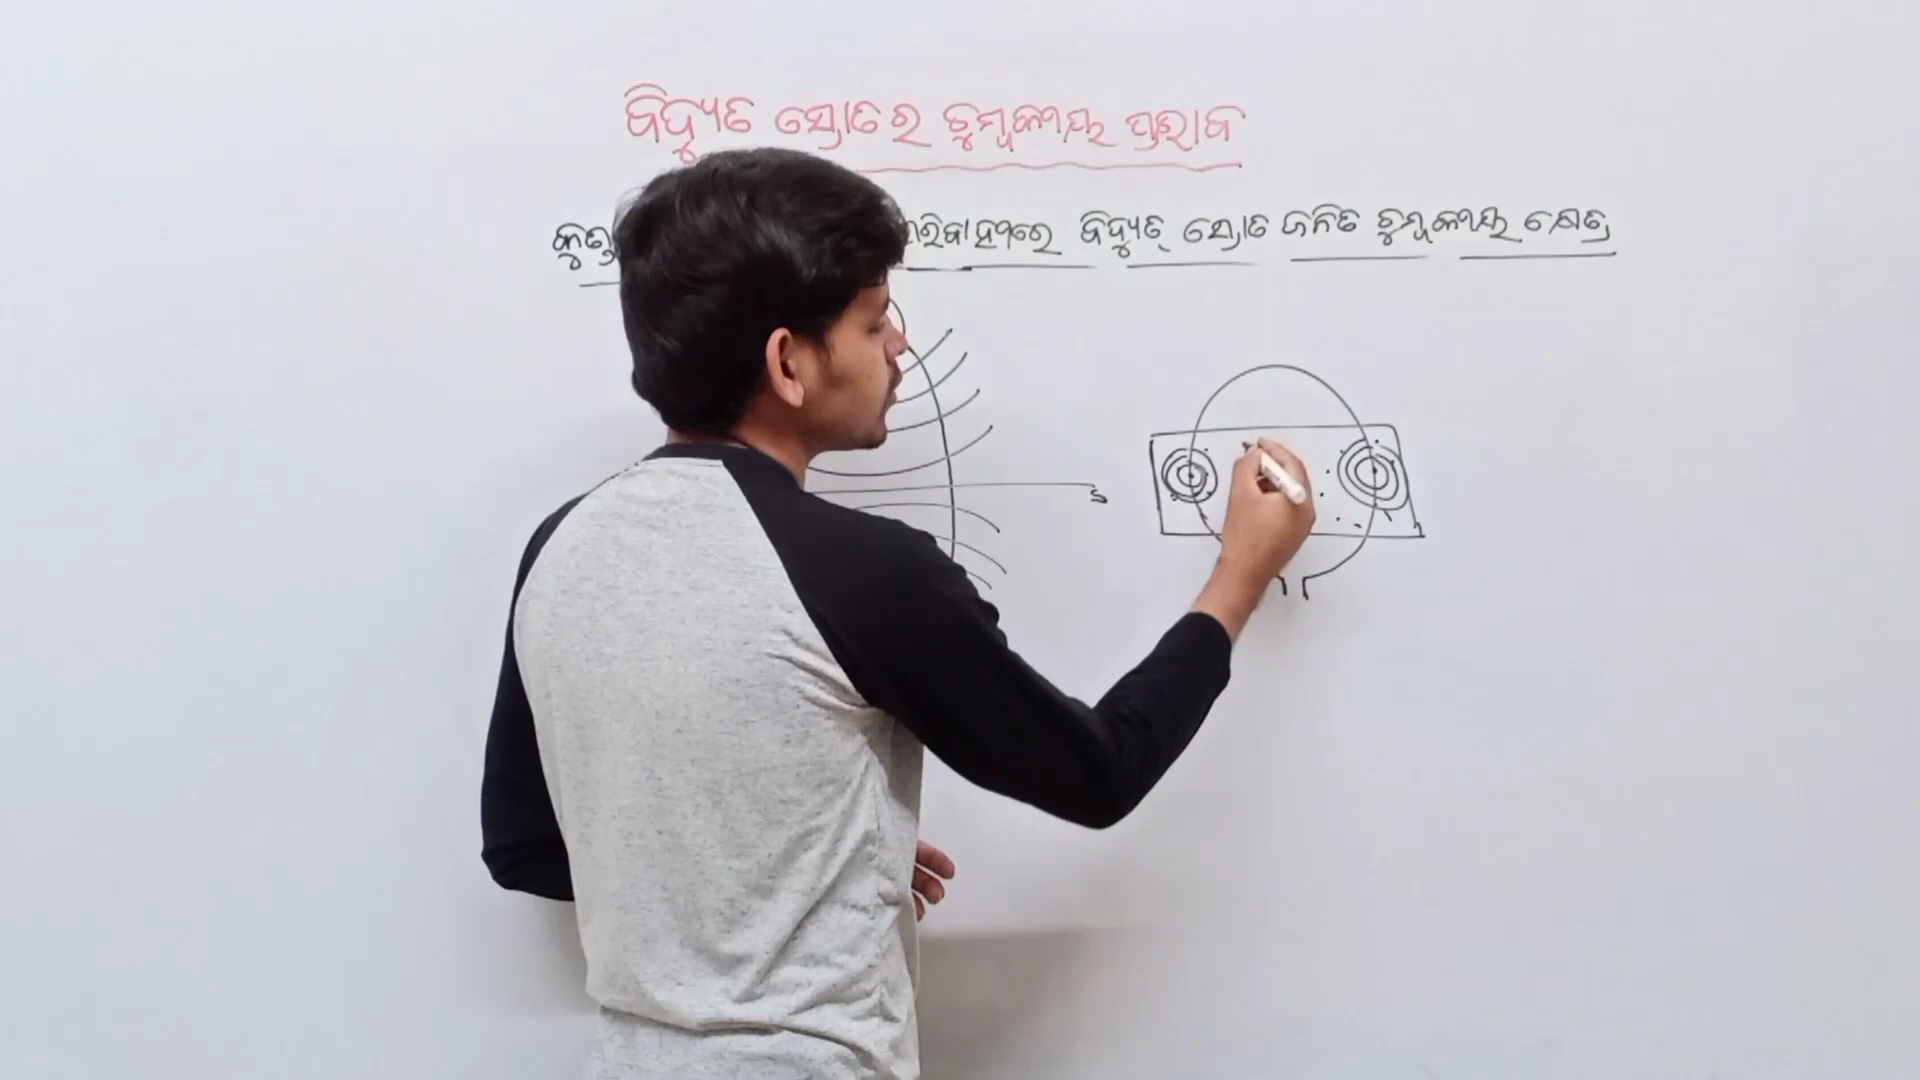 ବିଦ୍ୟୁତ ସ୍ରୋତର ଚୁମ୍ବକୀୟ ପ୍ରଭାବ
ବିଦ୍ୟୁତ୍ ସ୍ରୋତ ଜନିତ ଚୁମ୍ବକୀୟ କ୍ଷେତ୍ର
S